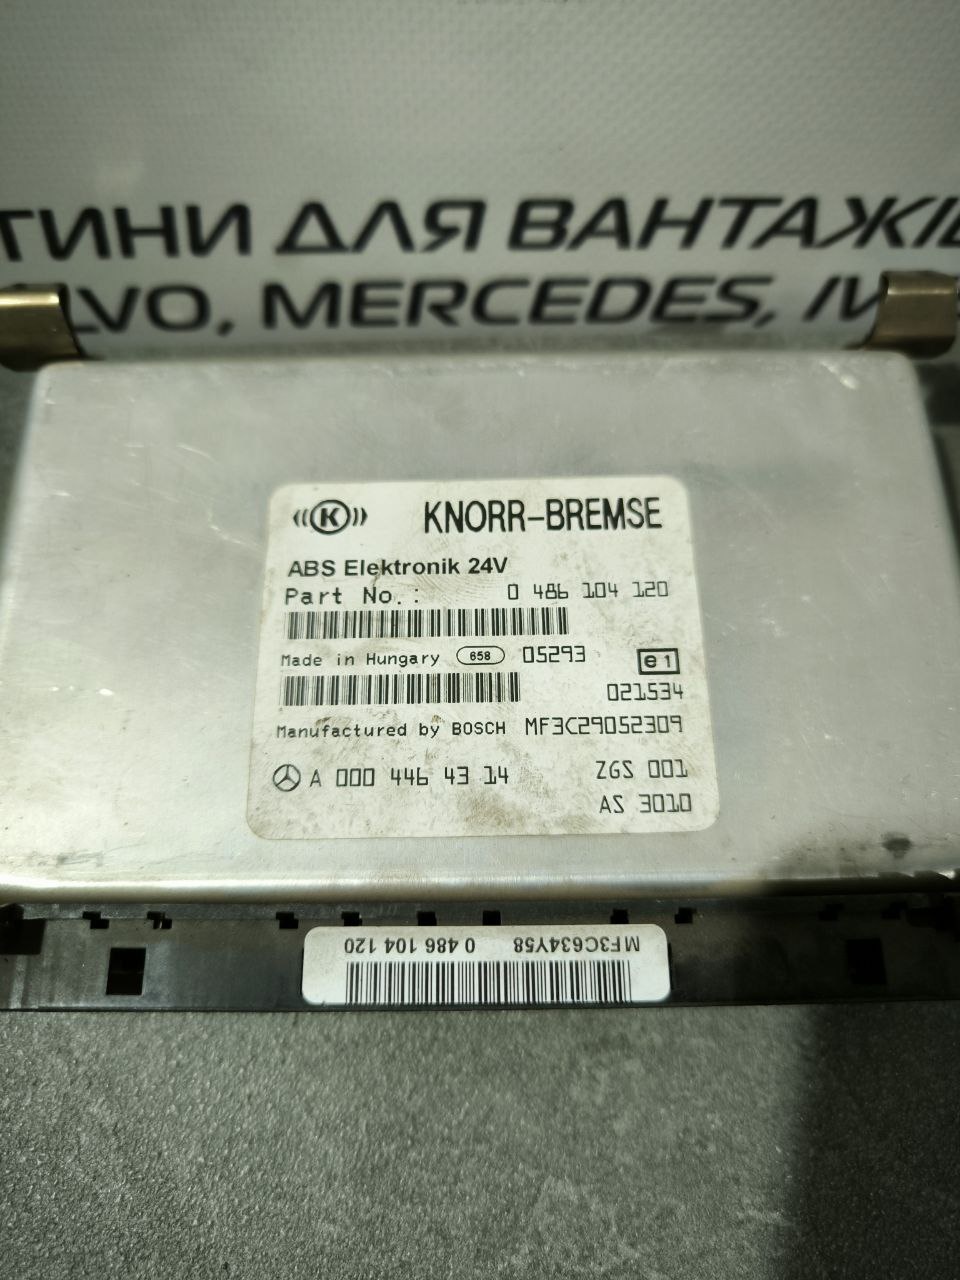 ТИНИ ДЛЯ ВАНТАЖІВ
LVO, MERCEDES, IV
K KNORR-BREMSE
ABS Elektronik 24V
Part No.: 0 486 104 120
Made in Hungary 658 05293 e1
021534
Manufactured by BOSCH MF3C29052309
A 000 446 43 14 ZGS 001
AS 3010
MF3C634Y58 0 486 104 120